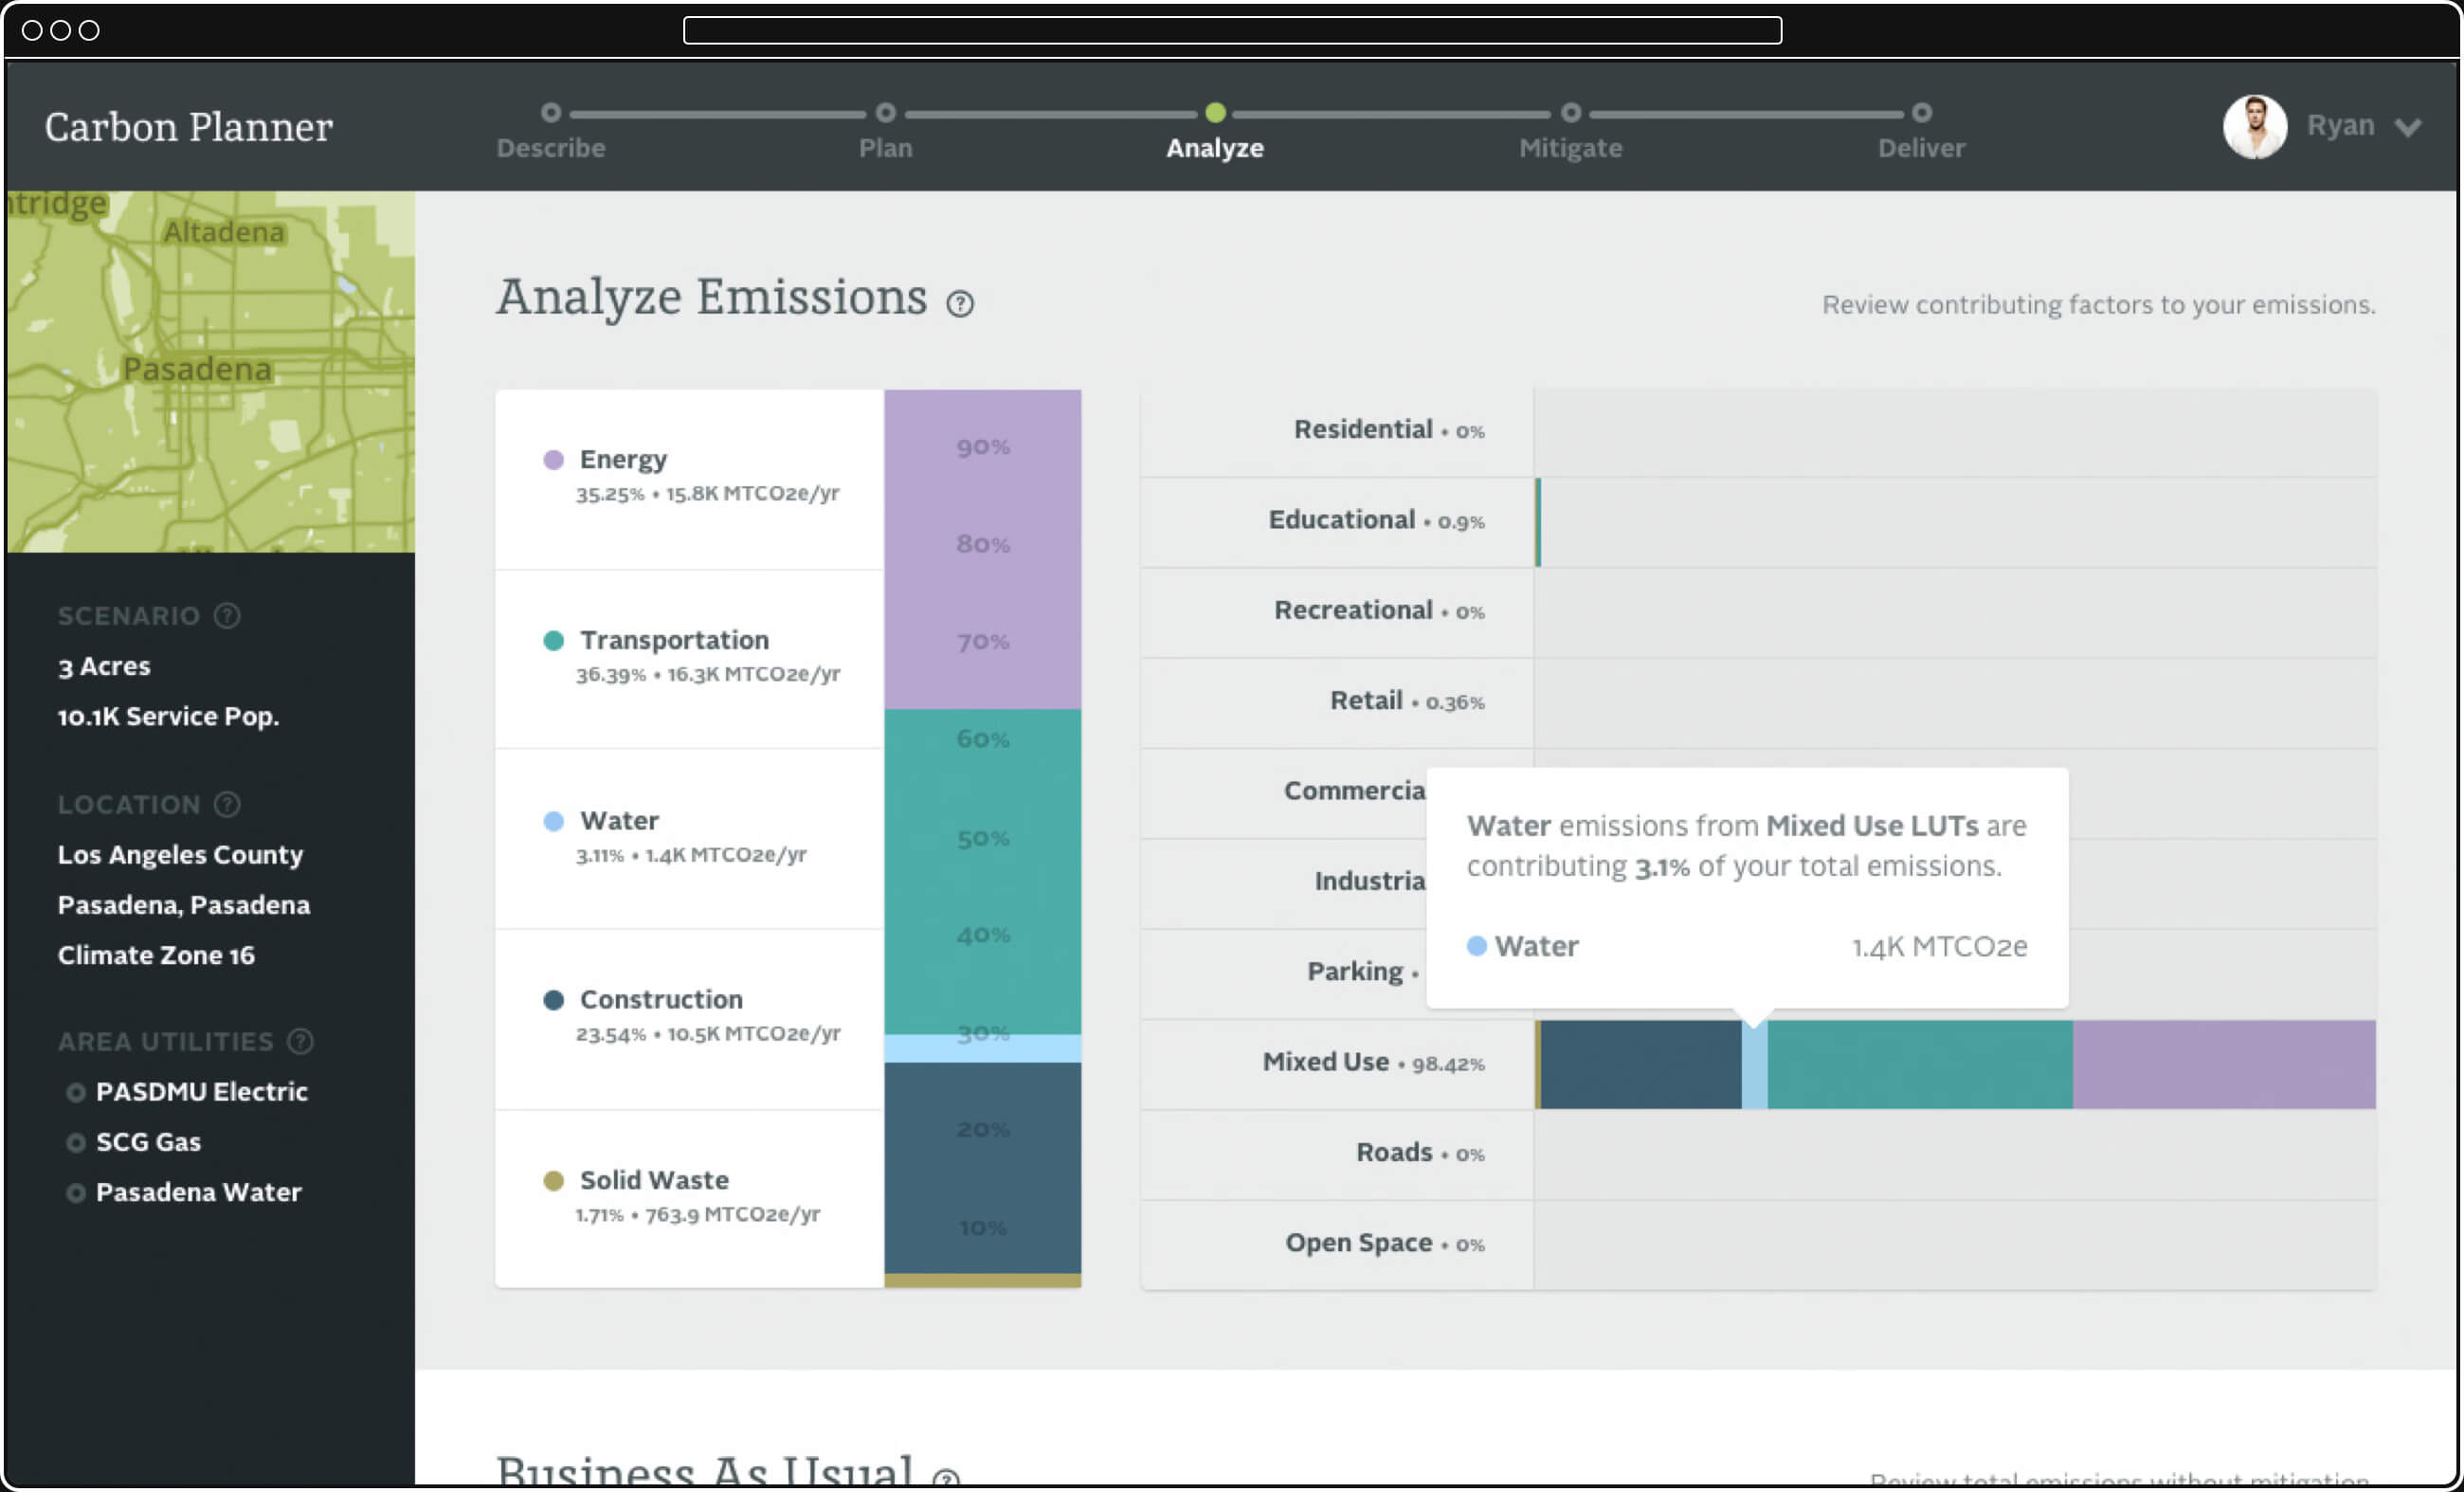 Carbon Planner
Describe
Plan
Analyze
Mitigate
Deliver
Ryan
ntridge
Altadena
Pasadena
SCENARIO ?
3 Acres
10.1K Service Pop.
LOCATION ?
Los Angeles County
Pasadena, Pasadena
Climate Zone 16
AREA UTILITIES ?
PASDMU Electric
SCG Gas
Pasadena Water
Analyze Emissions ?
Review contributing factors to your emissions.
Energy
35.25% • 15.8K MTCO2e/yr
Transportation
36.39% • 16.3K MTCO2e/yr
Water
3.11% • 1.4K MTCO2e/yr
Construction
23.54% • 10.5K MTCO2e/yr
Solid Waste
1.71% • 763.9 MTCO2e/yr
90%
80%
70%
60%
50%
40%
30%
20%
10%
Residential • 0%
Educational • 0.9%
Recreational • 0%
Retail • 0.36%
Commercia
Industria
Parking •
Mixed Use • 98.42%
Roads • 0%
Open Space • 0%
Water emissions from Mixed Use LUTs are
contributing 3.1% of your total emissions.
Water 1.4K MTCO2e
Business As Usual ?
Review total emissions without mitigation.